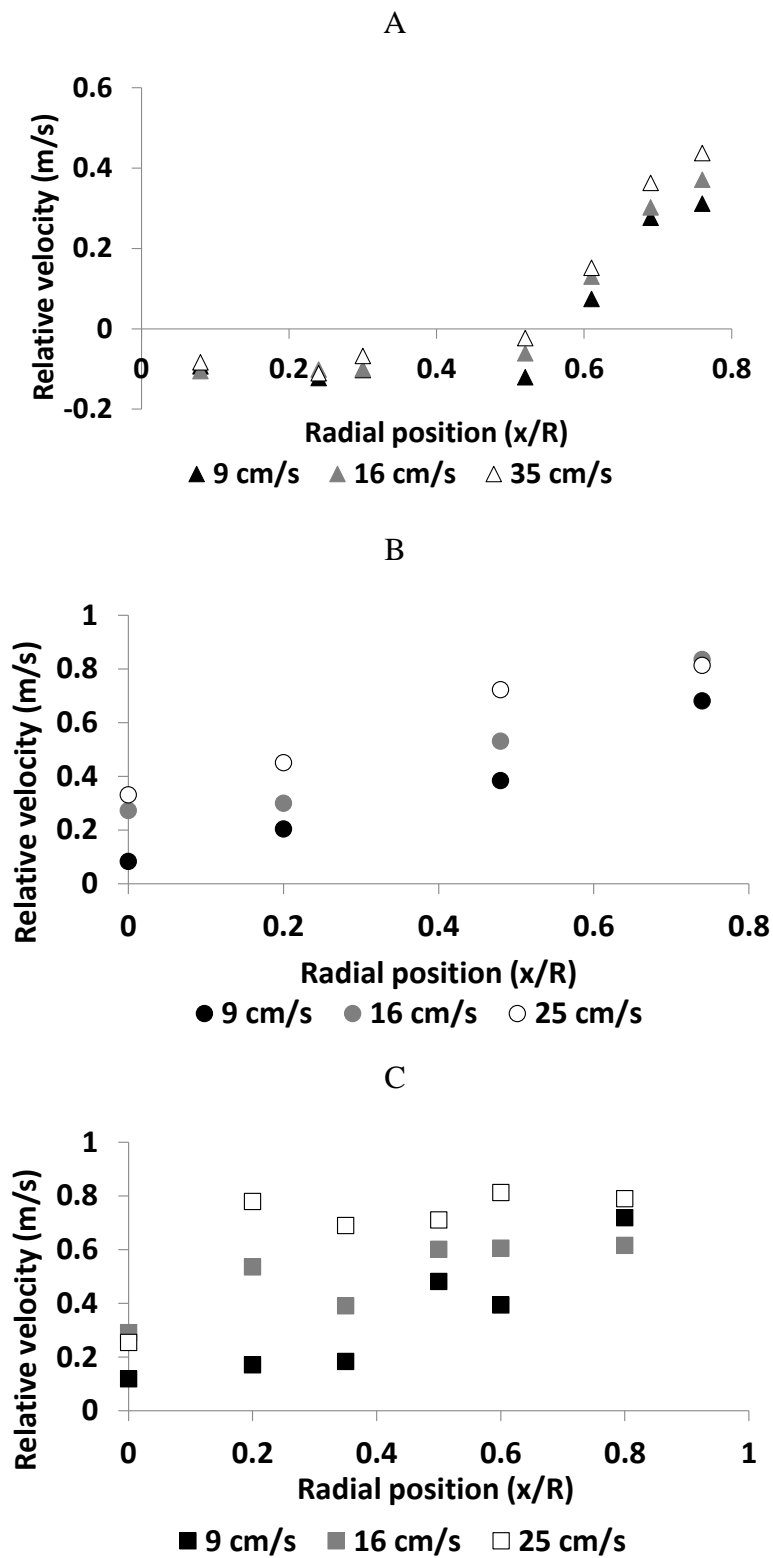 A
Relative velocity (m/s)
0.6
0.4
0.2
0
-0.2
0 0.2 0.4 0.6 0.8
Radial position (x/R)
9 cm/s 16 cm/s 35 cm/s
B
Relative velocity (m/s)
1
0.8
0.6
0.4
0.2
0
0 0.2 0.4 0.6 0.8
Radial position (x/R)
9 cm/s 16 cm/s 25 cm/s
C
Relative velocity (m/s)
1
0.8
0.6
0.4
0.2
0
0 0.2 0.4 0.6 0.8 1
Radial position (x/R)
9 cm/s 16 cm/s 25 cm/s